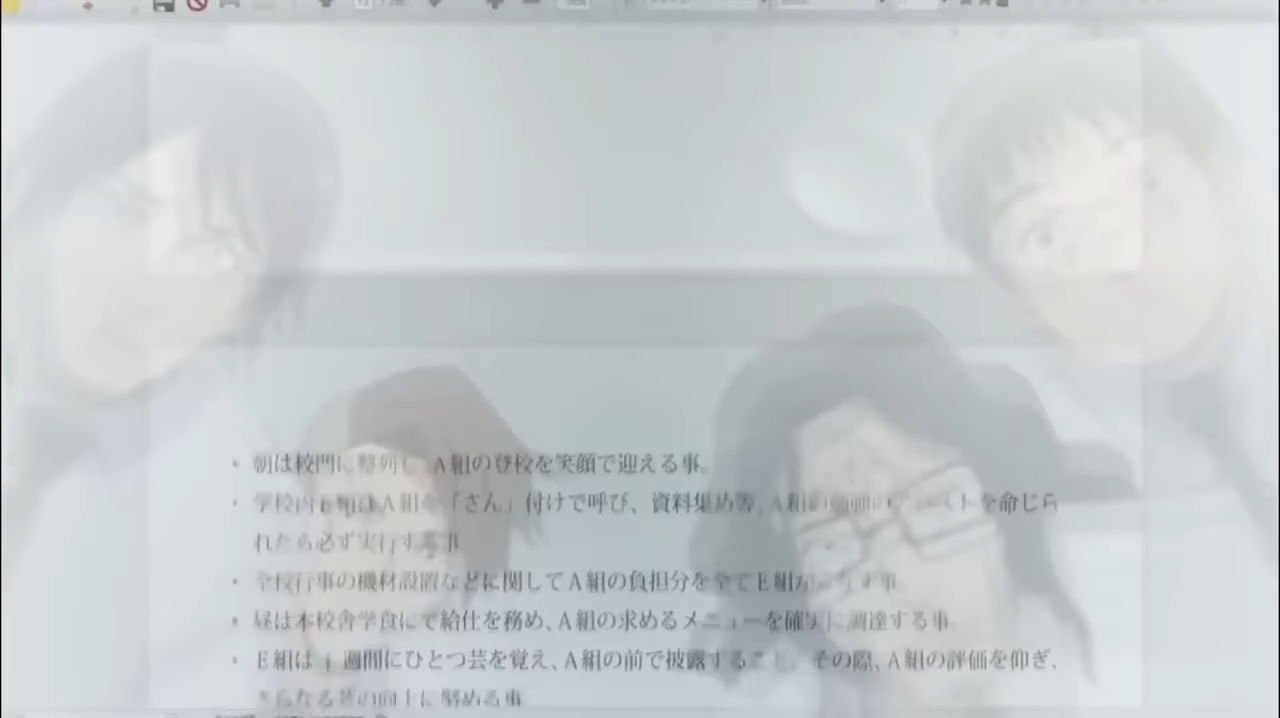 ・ 朝は校門に整列し、A組の登校を笑顔で迎える事。
・ 学校内E組はA組を「さん」付けで呼び、資料集め等、A組の を命じら
れたら必ず実行する事
・ 全校行事の機材設置などに関してA組の負担分を全てE組が 事
・ 昼は本校舎学食にて給仕を務め、A組の求めるメニューを確実に調達する事
・ E組は1週間にひとつ芸を覚え、A組の前で披露すること。その際、A組の評価を仰ぎ、
さらなる芸の向上に努める事